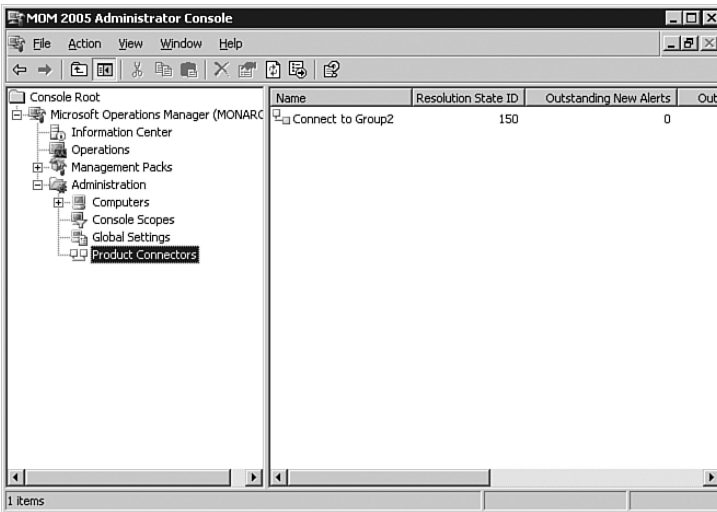 MOM 2005 Administrator Console
File Action View Window Help
Console Root
Microsoft Operations Manager (MONARC
Information Center
Operations
Management Packs
Administration
Computers
Console Scopes
Global Settings
Product Connectors
Name Resolution State ID Outstanding New Alerts Out
Connect to Group2 150 0
1 items